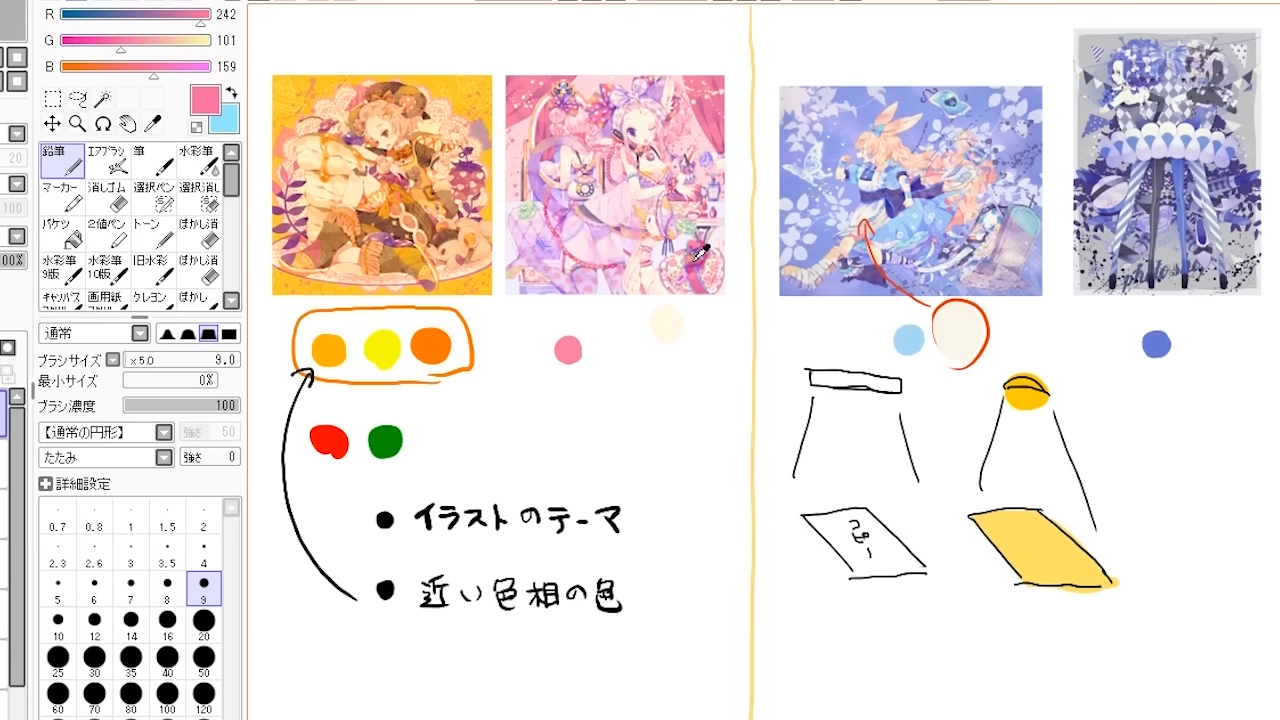 R 242
G 101
B 159
鉛筆 エアブラシ 筆 水彩筆
マーカー 消しゴム 選択ペン 選択消し
バケツ 2値ペン トーン ぼかし消
水彩筆9版 水彩筆10版 旧水彩 ぼかし消
画用紙 クレヨン ぼかし
20
100
00%
通常
ブラシサイズ x5.0 9.0
最小サイズ 0%
ブラシ濃度 100
【通常の円形】 強さ 50
たたみ 強さ 0
詳細設定
0.7 0.8 1 1.5 2
2.3 2.6 3 3.5 4
5 6 7 8 9
10 12 14 16 20
25 30 35 40 50
60 70 80 100 120
イラストのテーマ
近い色相の色
コピー